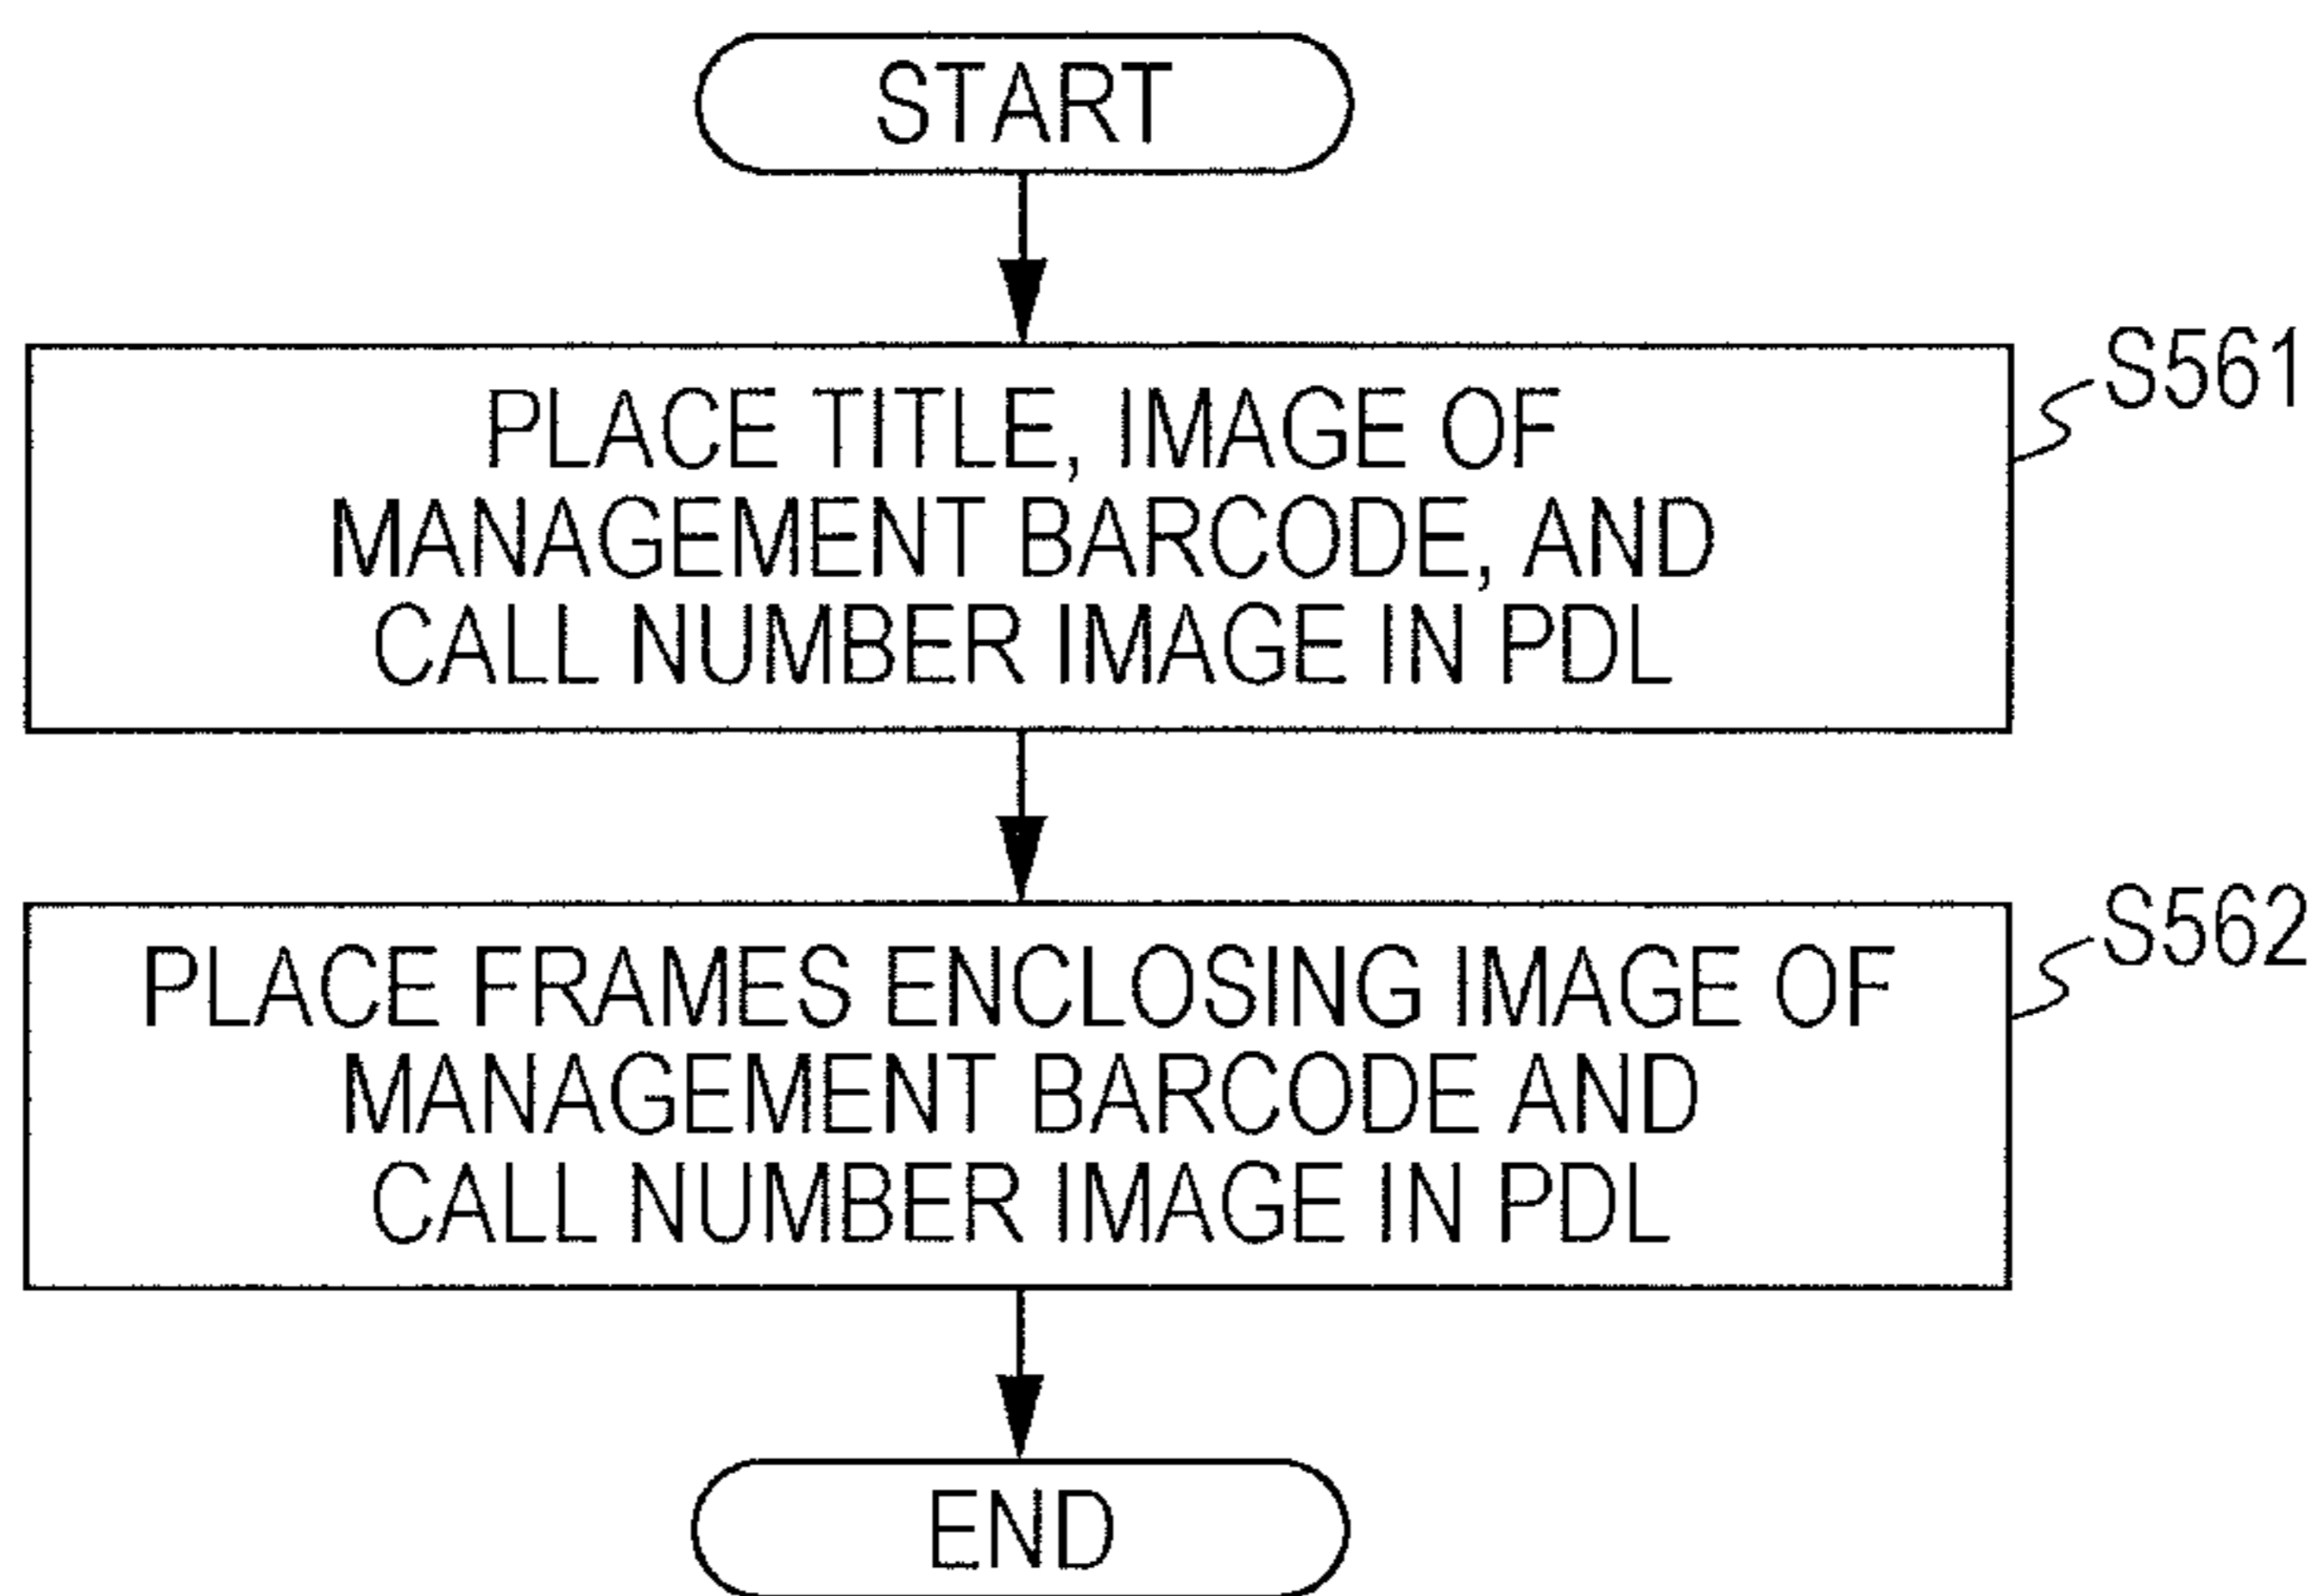 START
S561
PLACE TITLE, IMAGE OF
MANAGEMENT BARCODE, AND
CALL NUMBER IMAGE IN PDL
S562
PLACE FRAMES ENCLOSING IMAGE OF
MANAGEMENT BARCODE AND
CALL NUMBER IMAGE IN PDL
END